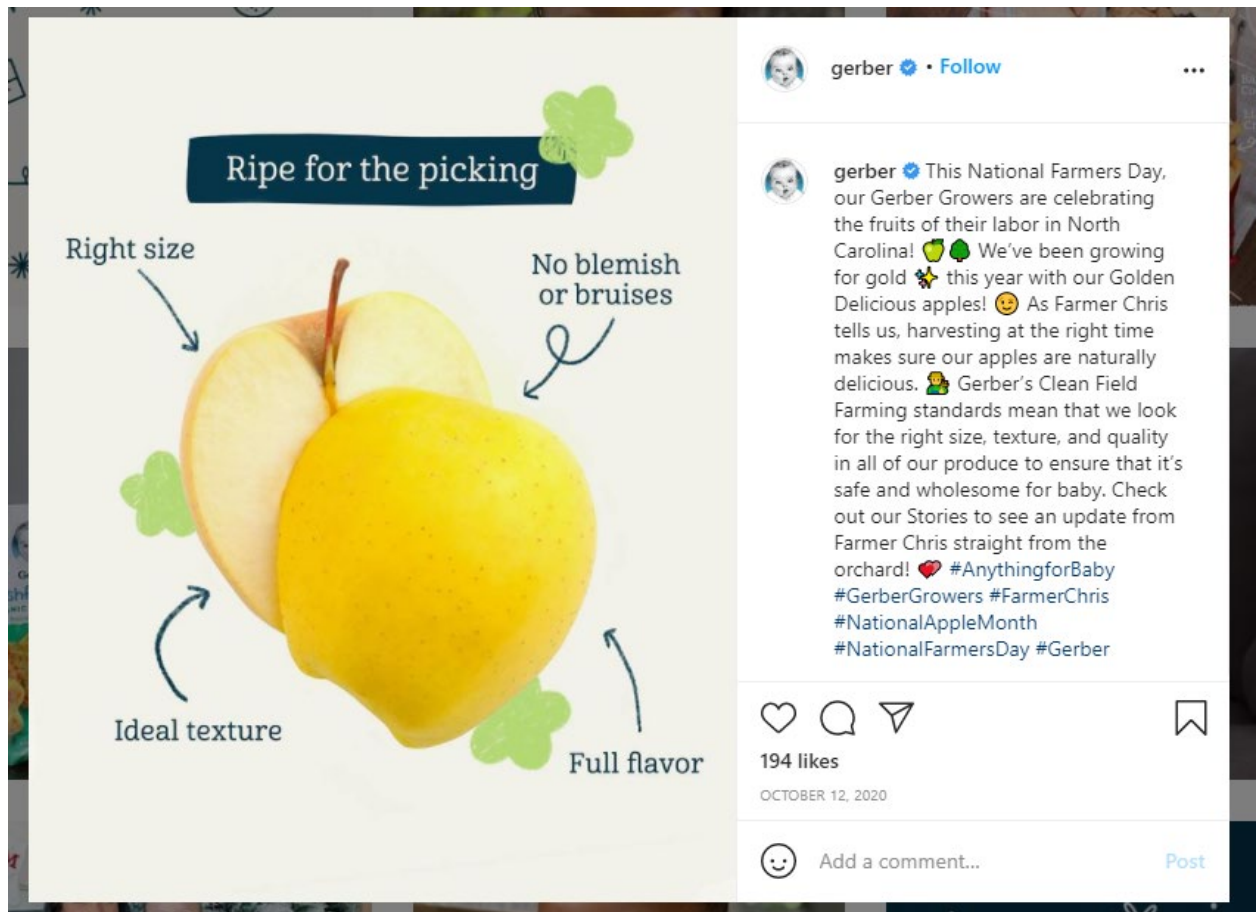 Ripe for the picking
Right size
No blemish
or bruises
Ideal texture
Full flavor
gerber • Follow
gerber This National Farmers Day,
our Gerber Growers are celebrating
the fruits of their labor in North
Carolina! 🍏🌳 We've been growing
for gold ✨ this year with our Golden
Delicious apples! 😉 As Farmer Chris
tells us, harvesting at the right time
makes sure our apples are naturally
delicious. 👨‍🌾 Gerber's Clean Field
Farming standards mean that we look
for the right size, texture, and quality
in all of our produce to ensure that it's
safe and wholesome for baby. Check
out our Stories to see an update from
Farmer Chris straight from the
orchard! 💕 #AnythingforBaby
#GerberGrowers #FarmerChris
#NationalAppleMonth
#NationalFarmersDay #Gerber
194 likes
OCTOBER 12, 2020
Add a comment... Post